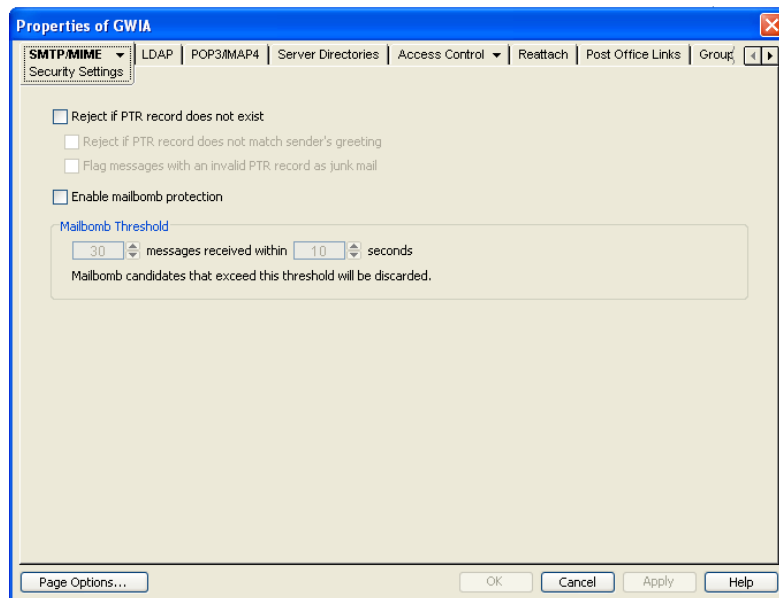 Properties of GWIA
SMTP/MIME LDAP POP3/IMAP4 Server Directories Access Control Reattach Post Office Links Group
Security Settings
Reject if PTR record does not exist
Reject if PTR record does not match sender's greeting
Flag messages with an invalid PTR record as junk mail
Enable mailbomb protection
Mailbomb Threshold
30 messages received within 10 seconds
Mailbomb candidates that exceed this threshold will be discarded.
Page Options... OK Cancel Apply Help